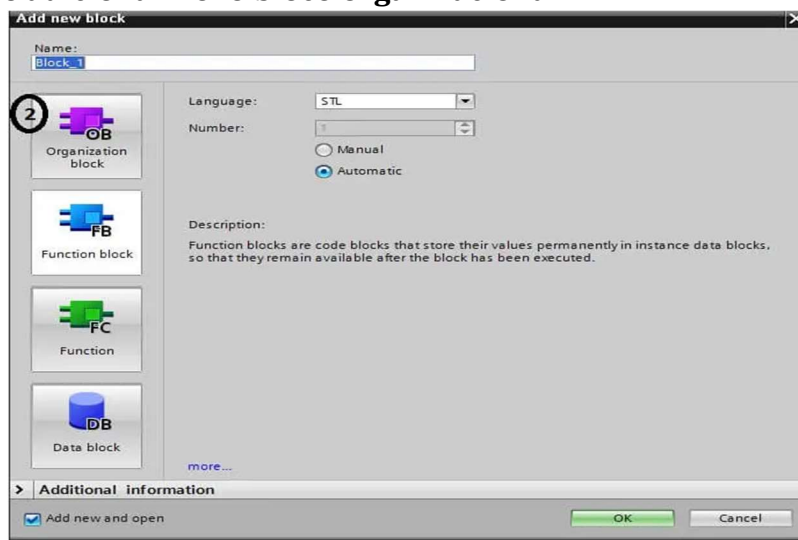 Add new block
Name:
Block_1
2
OB
Organization
block
FB
Function block
FC
Function
DB
Data block
Language:
STL
Number:
1
Manual
Automatic
Description:
Function blocks are code blocks that store their values permanently in instance data blocks,
so that they remain available after the block has been executed.
more...
> Additional information
Add new and open
OK
Cancel